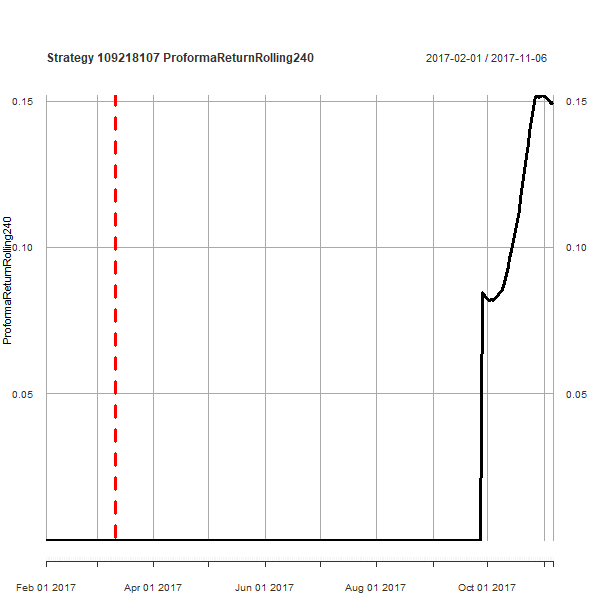 Strategy 109218107 ProformaReturnRolling240
2017-02-01 / 2017-11-06
ProformaReturnRolling240
0.15
0.10
0.05
0.15
0.10
0.05
Feb 01 2017
Apr 01 2017
Jun 01 2017
Aug 01 2017
Oct 01 2017